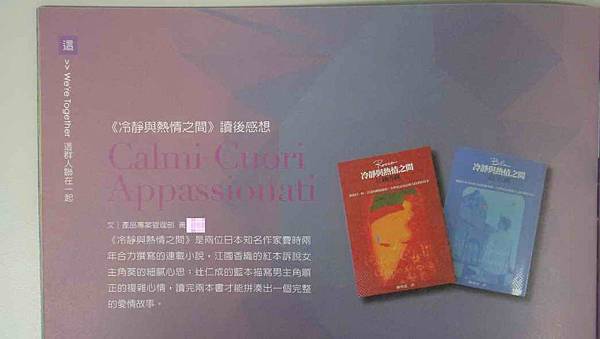 這
>> We're Together 這群人聯在一起
《冷靜與熱情之間》讀後感想
Calmi Cuori
Appassionati
文｜產品專案管理部 黃
《冷靜與熱情之間》是兩位日本知名作家費時兩
年合力撰寫的連載小說，江國香織的紅本訴說女
主角葵的細膩心思；辻仁成的藍本描寫男主角順
正的複雜心情，讀完兩本書才能拼湊出一個完整
的愛情故事。
Rosso
冷靜與熱情之間
Blu
冷靜與熱情之間